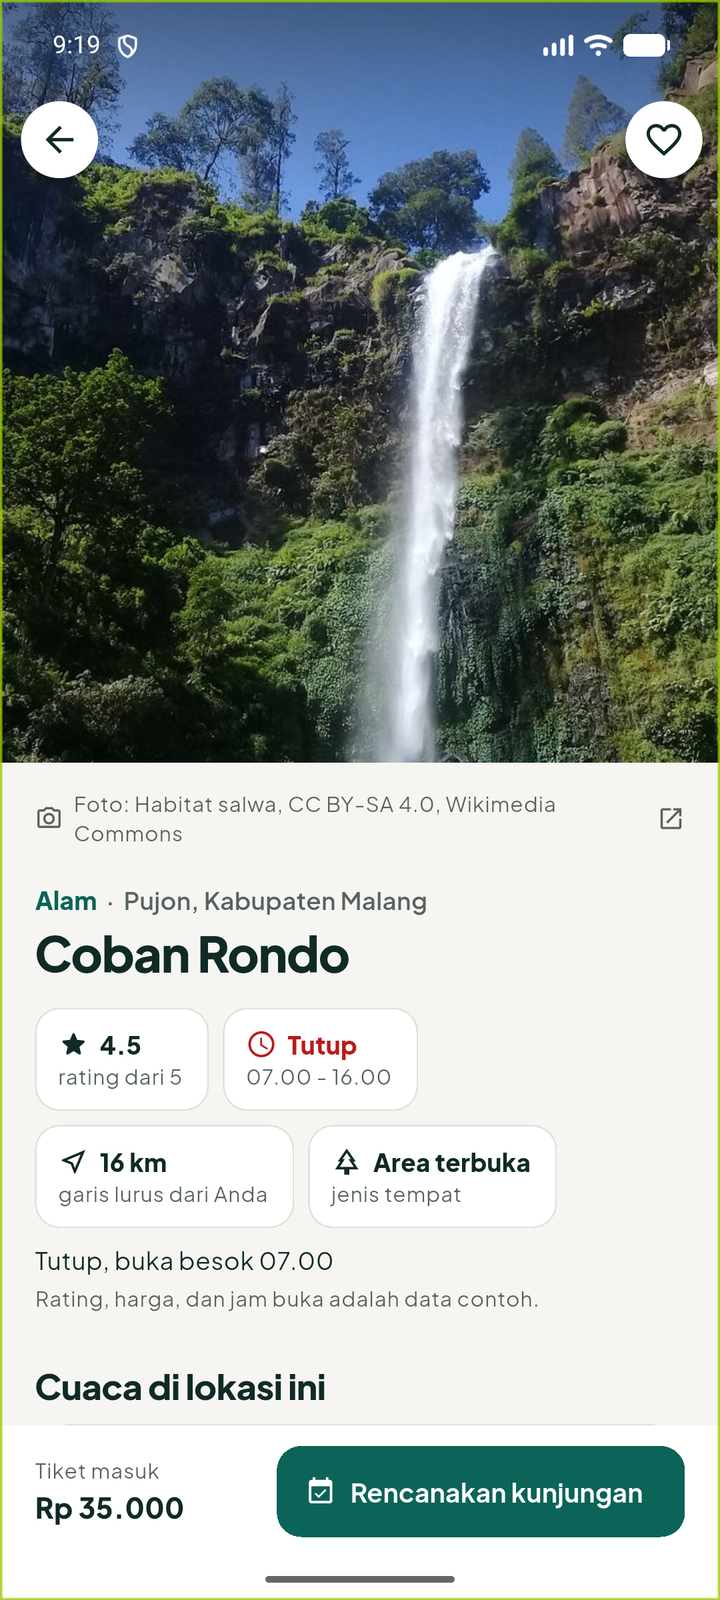 9:19
Foto: Habitat salwa, CC BY-SA 4.0, Wikimedia
Commons
Alam · Pujon, Kabupaten Malang
Coban Rondo
4.5
rating dari 5
Tutup
07.00 - 16.00
16 km
garis lurus dari Anda
Area terbuka
jenis tempat
Tutup, buka besok 07.00
Rating, harga, dan jam buka adalah data contoh.
Cuaca di lokasi ini
Tiket masuk
Rp 35.000
Rencanakan kunjungan